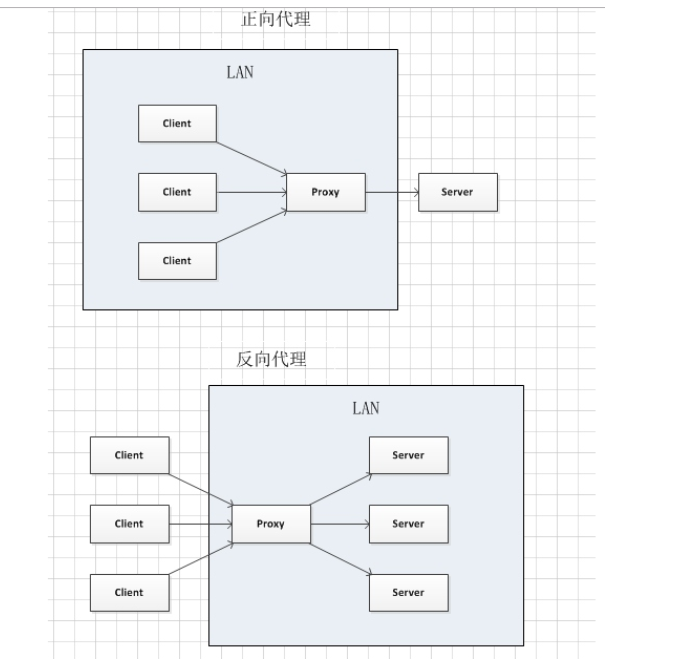 正向代理
LAN
Client
Client
Proxy
Server
Client
反向代理
LAN
Client
Server
Client
Proxy
Server
Client
Server